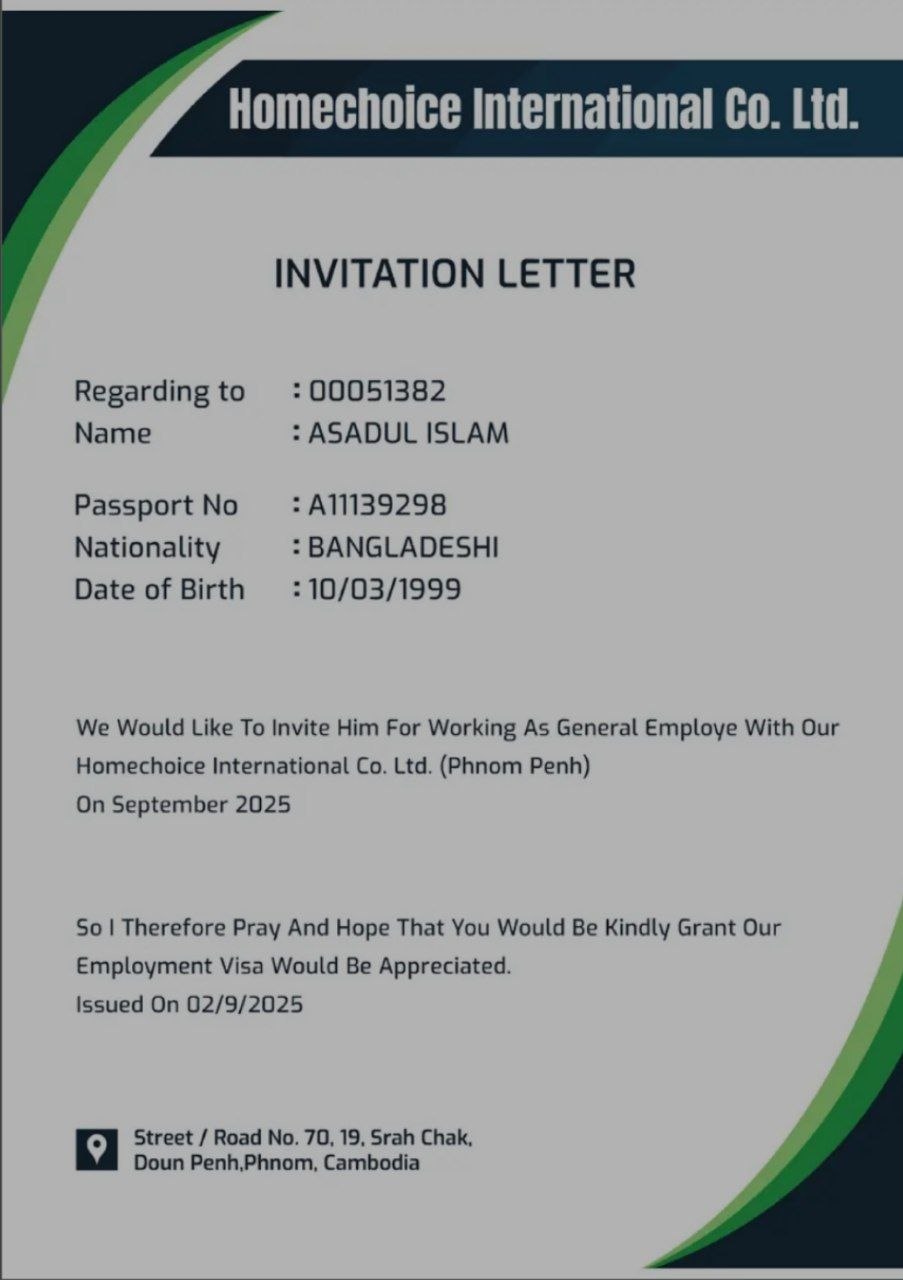 Homechoice International Co. Ltd.
INVITATION LETTER
Regarding to : 00051382
Name : ASADUL ISLAM
Passport No : A11139298
Nationality : BANGLADESHI
Date of Birth : 10/03/1999
We Would Like To Invite Him For Working As General Employe With Our
Homechoice International Co. Ltd. (Phnom Penh)
On September 2025
So I Therefore Pray And Hope That You Would Be Kindly Grant Our
Employment Visa Would Be Appreciated.
Issued On 02/9/2025
Street / Road No. 70, 19, Srah Chak,
Doun Penh,Phnom, Cambodia